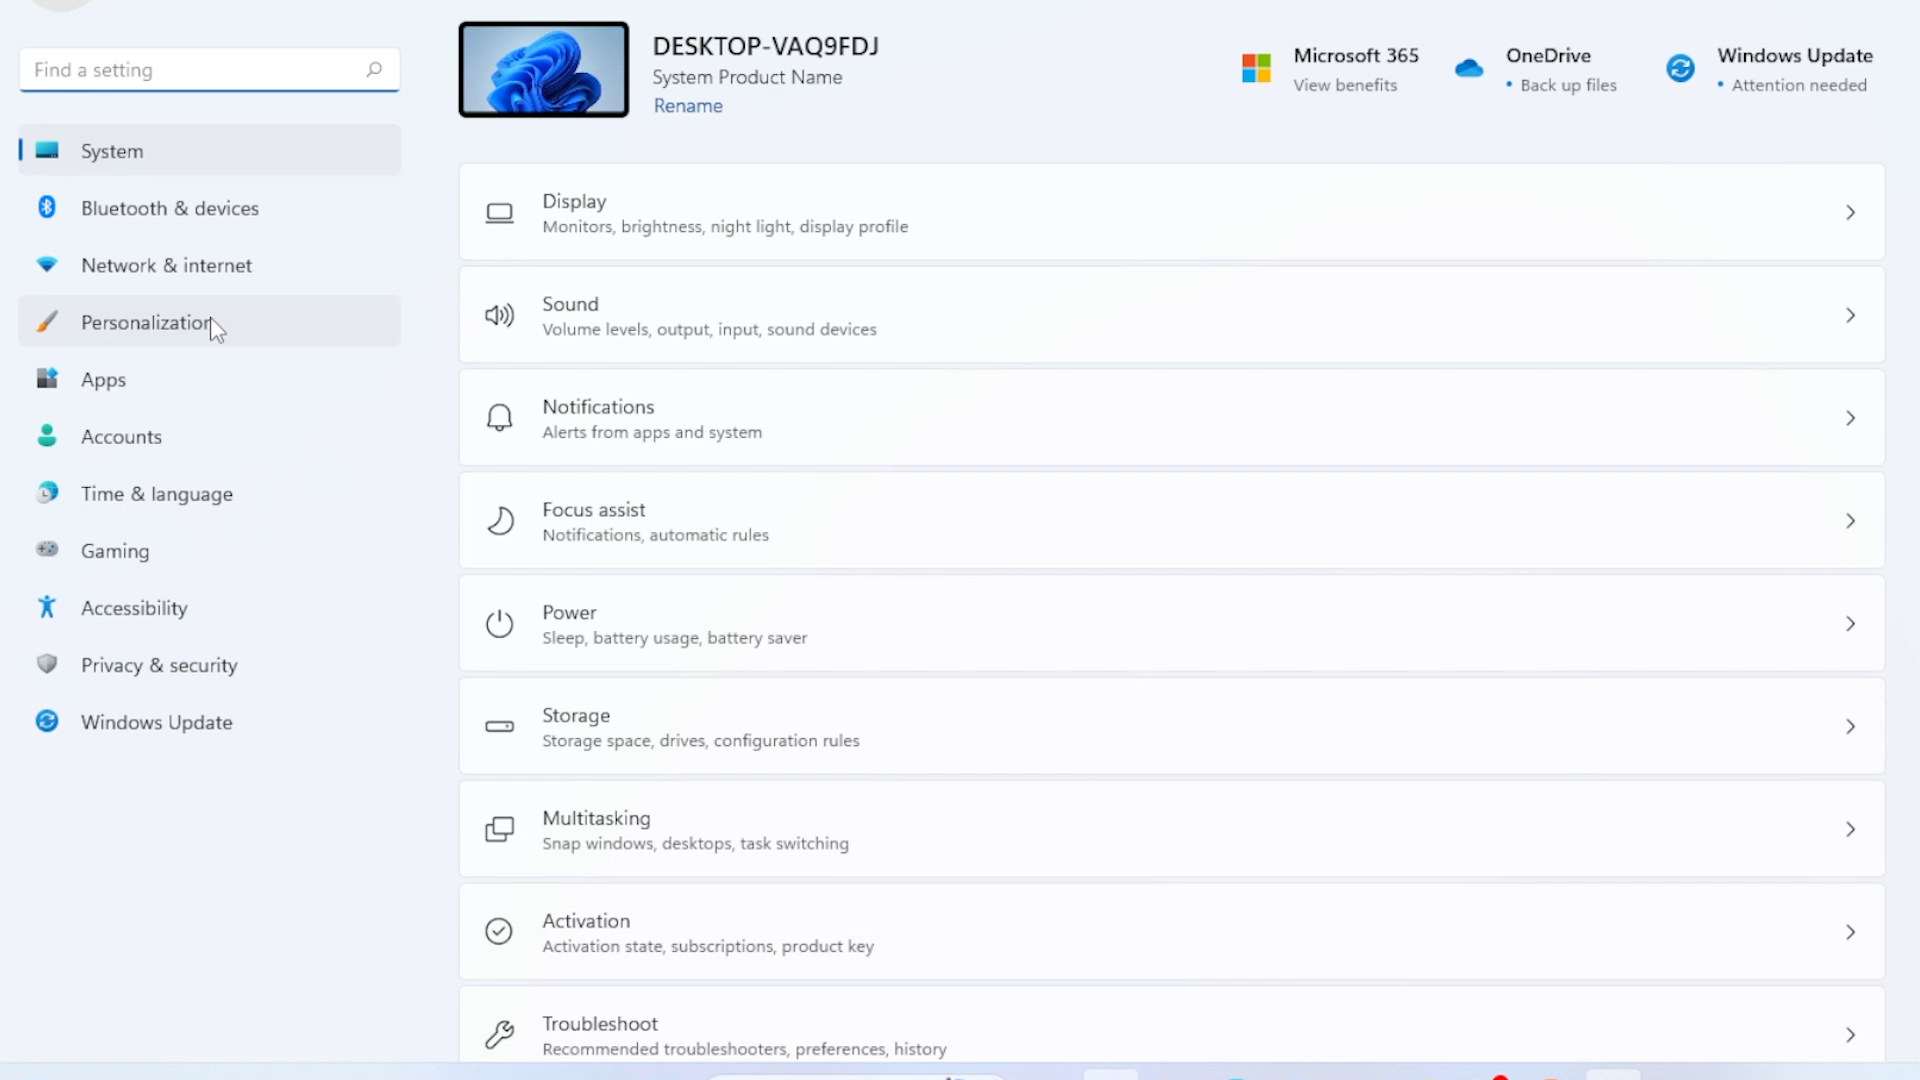 Find a setting
System
Bluetooth & devices
Network & internet
Personalization
Apps
Accounts
Time & language
Gaming
Accessibility
Privacy & security
Windows Update
DESKTOP-VAQ9FDJ
System Product Name
Rename
Microsoft 365
View benefits
OneDrive
• Back up files
Windows Update
• Attention needed
Display
Monitors, brightness, night light, display profile
Sound
Volume levels, output, input, sound devices
Notifications
Alerts from apps and system
Focus assist
Notifications, automatic rules
Power
Sleep, battery usage, battery saver
Storage
Storage space, drives, configuration rules
Multitasking
Snap windows, desktops, task switching
Activation
Activation state, subscriptions, product key
Troubleshoot
Recommended troubleshooters, preferences, history